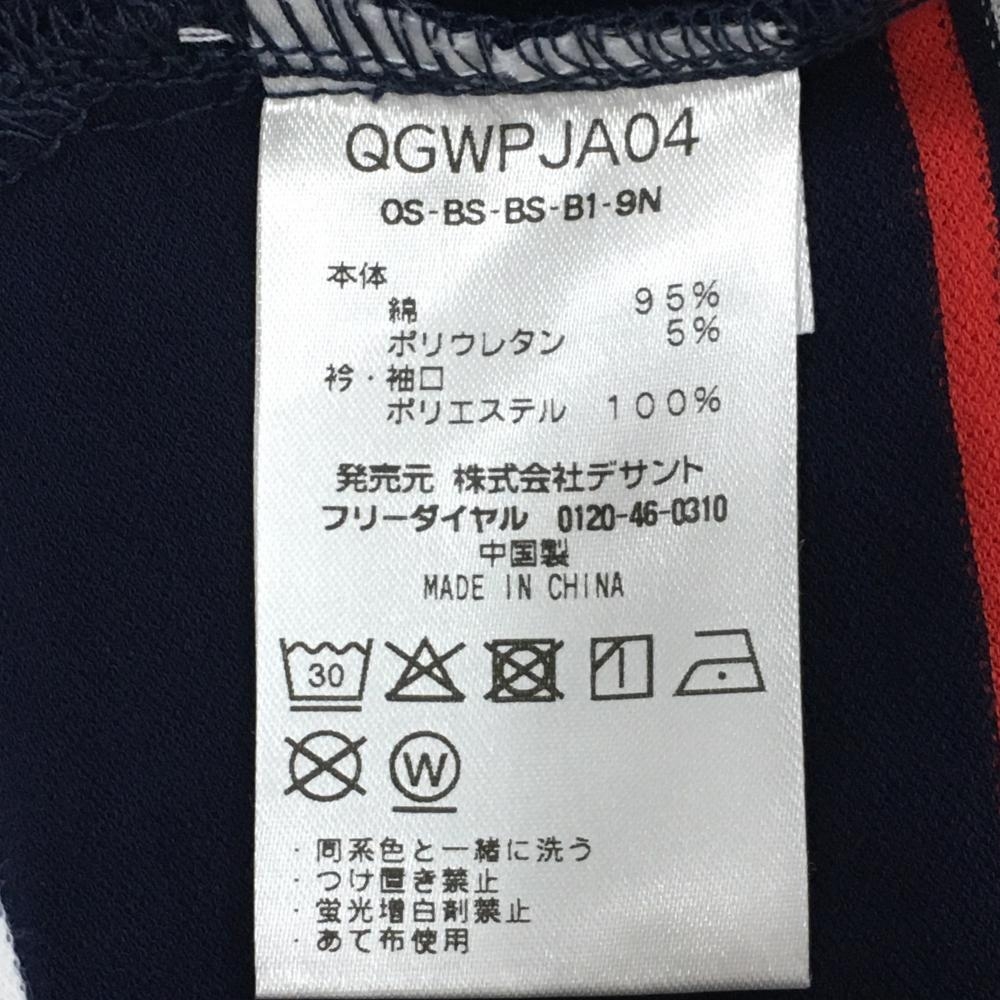 QGWPJA04
OS-BS-BS-B1-9N
本体
綿 95%
ポリウレタン 5%
衿・袖口
ポリエステル 100%
発売元 株式会社デサント
フリーダイヤル 0120-46-0310
中国製
MADE IN CHINA
30
W
・同系色と一緒に洗う
・つけ置き禁止
・蛍光増白剤禁止
・あて布使用